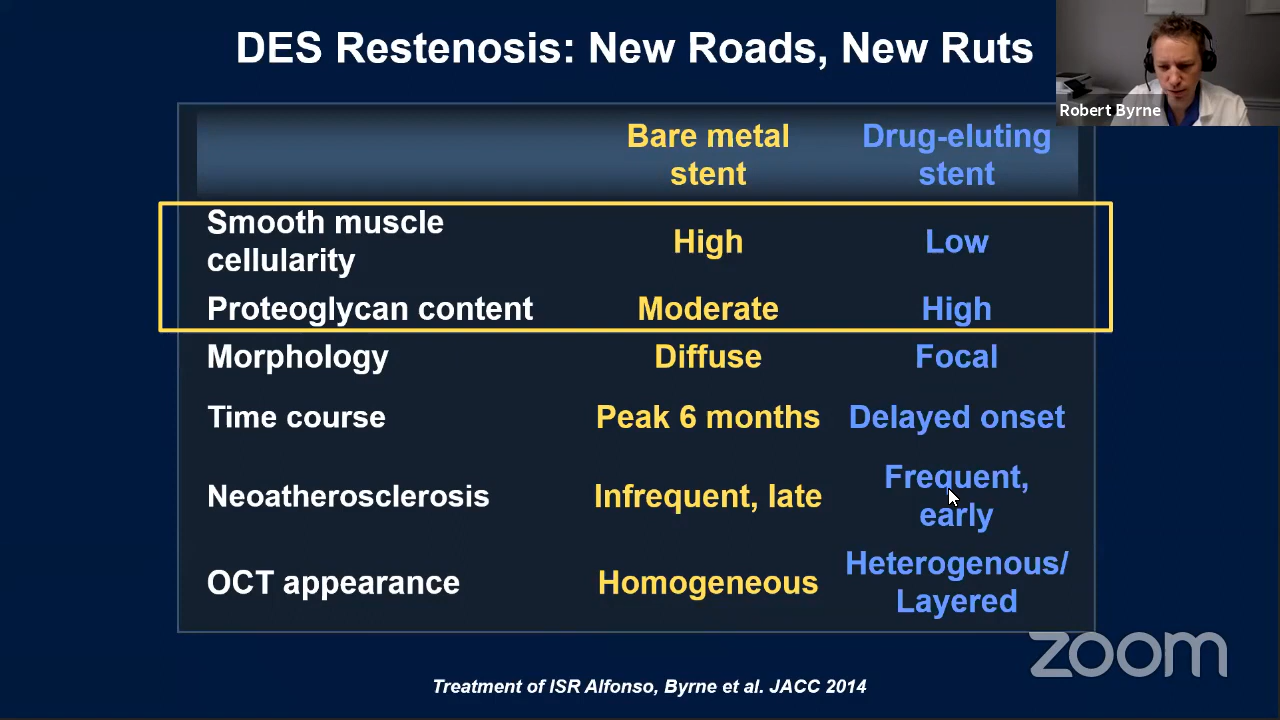 DES Restenosis: New Roads, New Ruts
Robert Byrne
Bare metal
stent
Drug-eluting
stent
Smooth muscle
cellularity
High
Low
Proteoglycan content
Moderate
High
Morphology
Diffuse
Focal
Time course
Peak 6 months
Delayed onset
Neoatherosclerosis
Infrequent, late
Frequent,
early
OCT appearance
Homogeneous
Heterogenous/
Layered
zoom
Treatment of ISR Alfonso, Byrne et al. JACC 2014